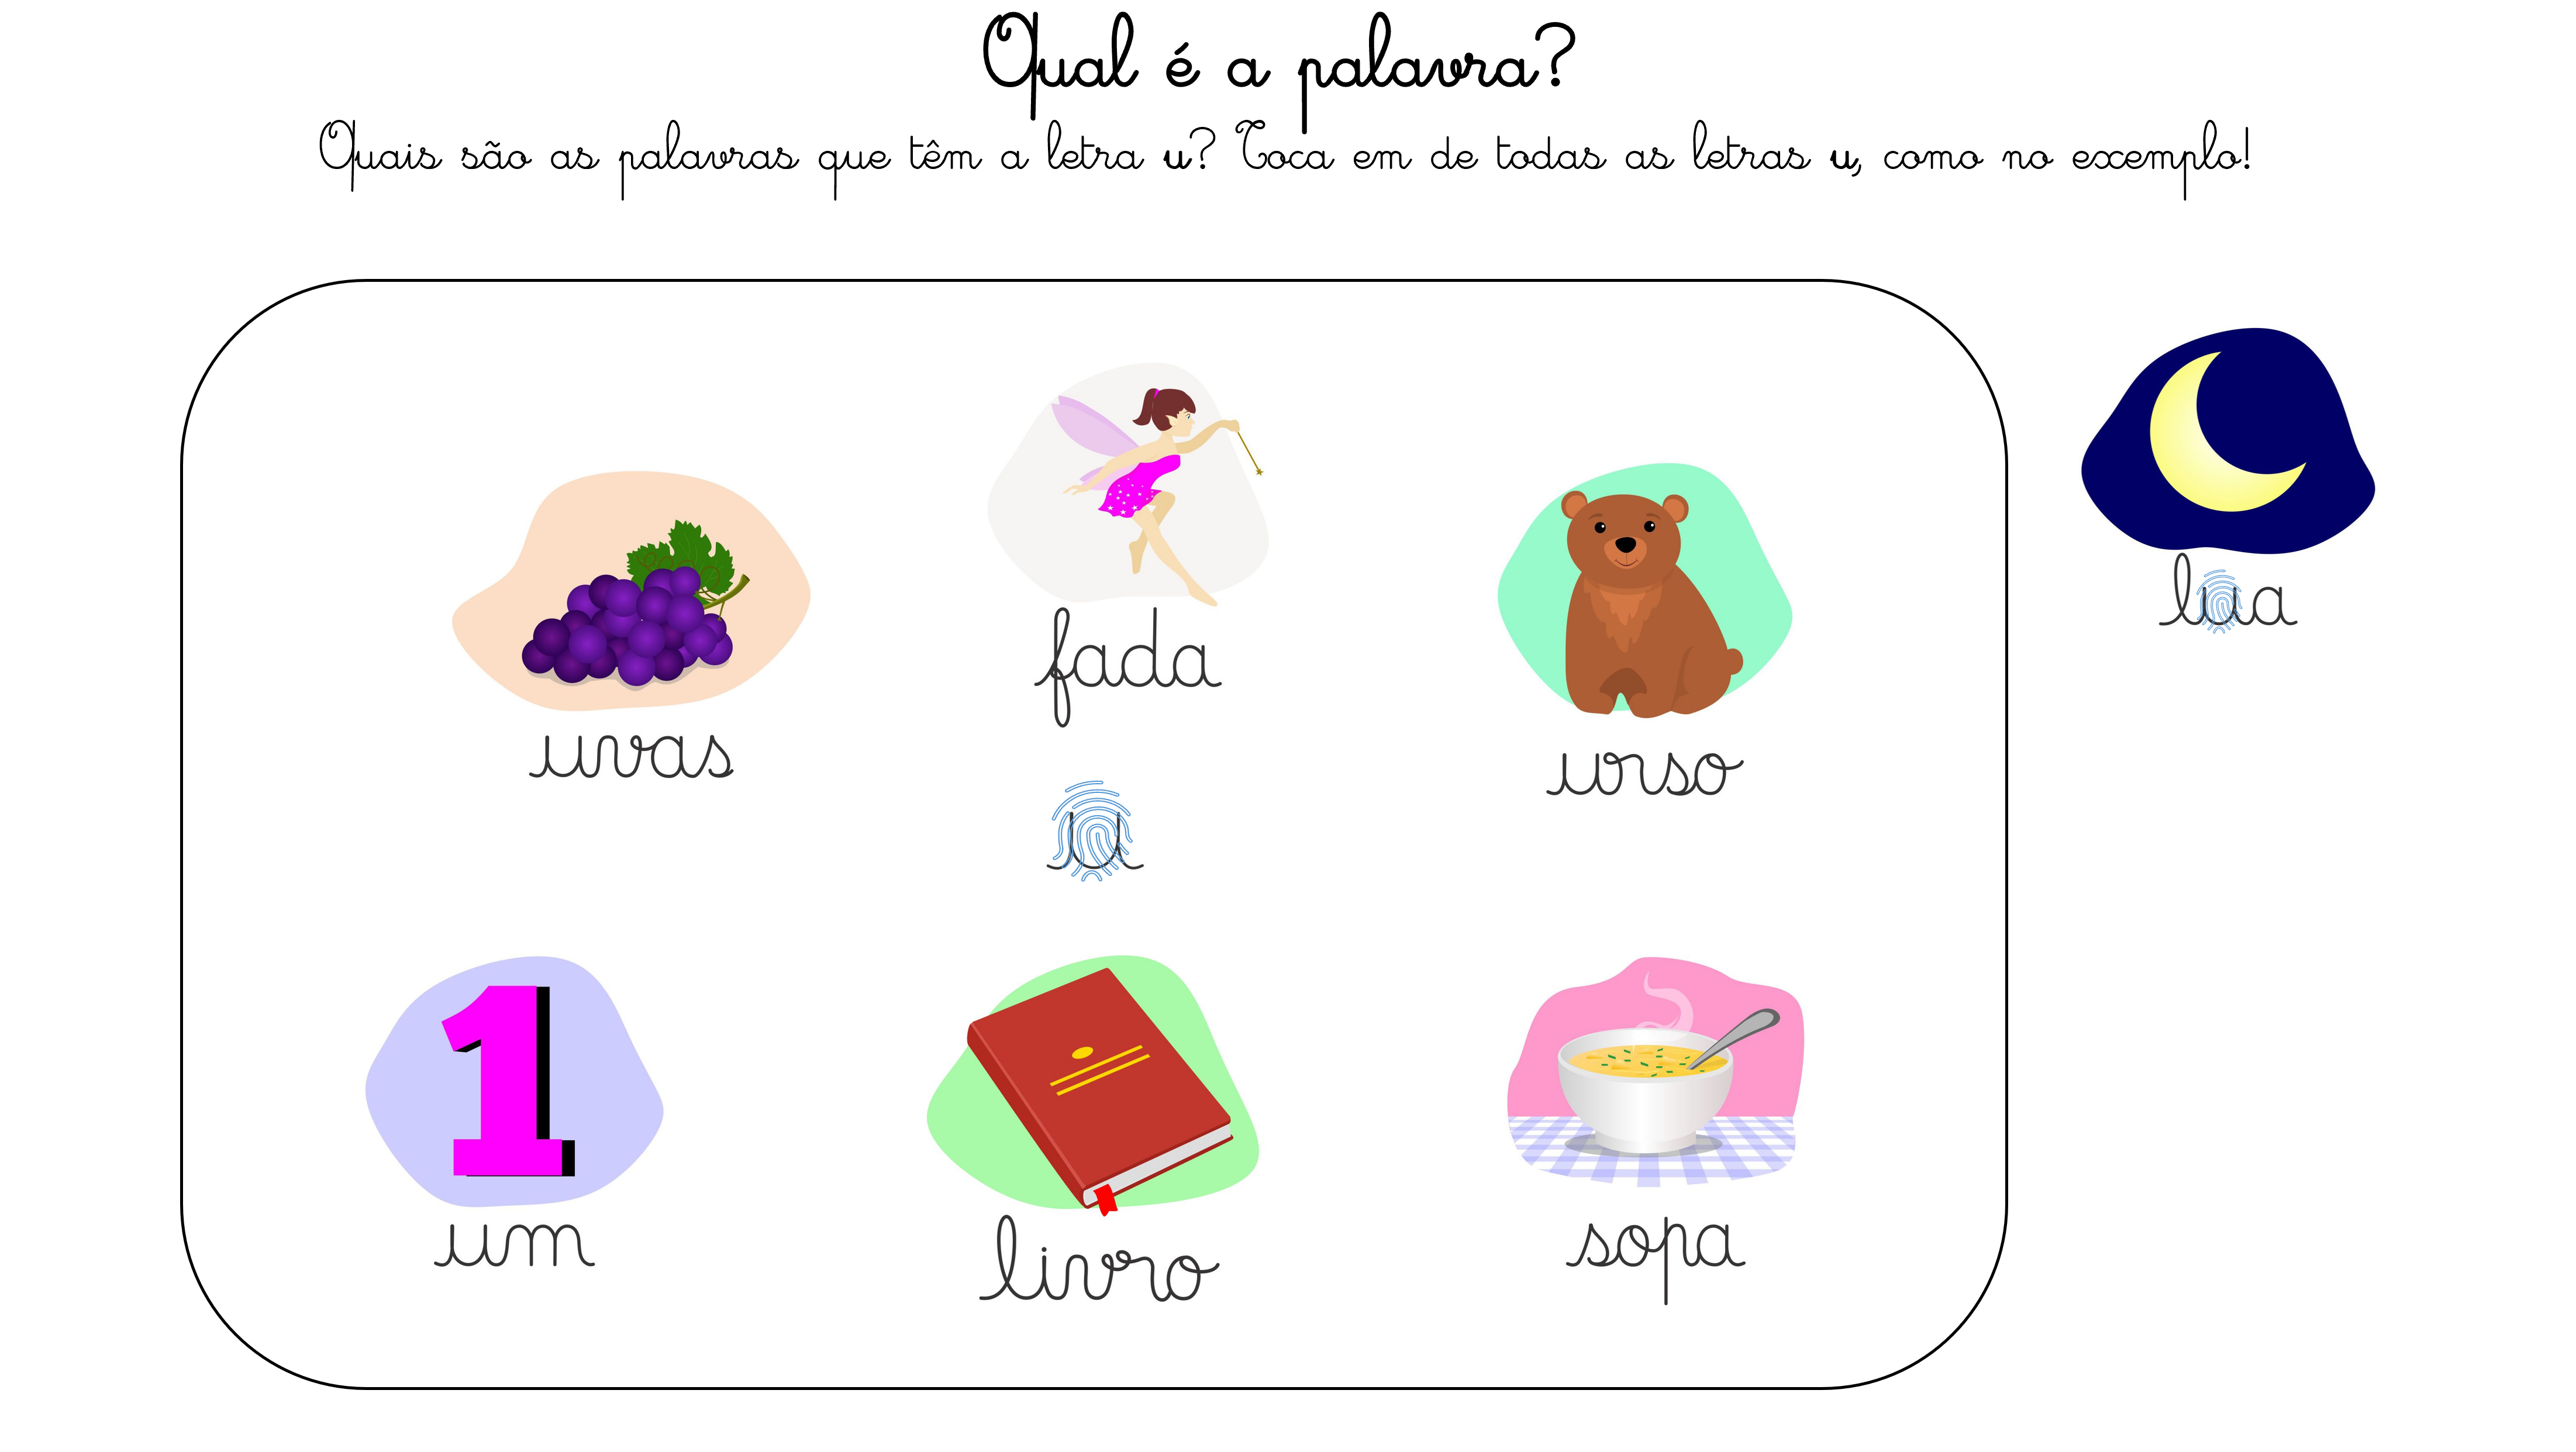 Qual é a palavra?
Quais são as palavras que têm a letra u? Toca em de todas as letras u, como no exemplo!
lua
fada
uvas
urso
u
1
um
livro
sopa